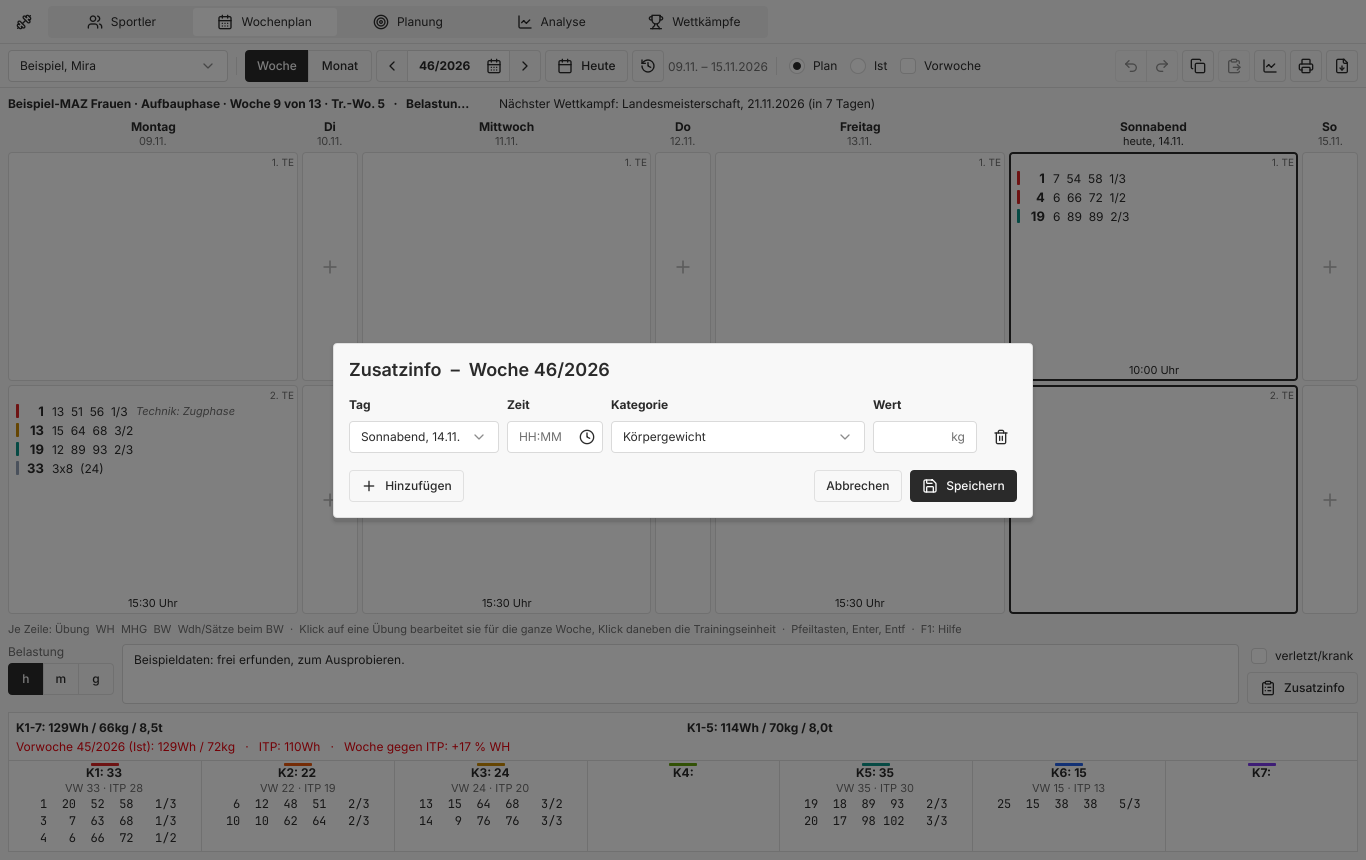 Sportler Wochenplan Planung Analyse Wettkämpfe
Beispiel, Mira Woche Monat 46/2026 Heute 09.11. – 15.11.2026 Plan Ist Vorwoche
Beispiel-MAZ Frauen · Aufbauphase · Woche 9 von 13 · Tr.-Wo. 5 · Belastun... Nächster Wettkampf: Landesmeisterschaft, 21.11.2026 (in 7 Tagen)
Montag Di Mittwoch Do Freitag Sonnabend So
09.11. 10.11. 11.11. 12.11. 13.11. heute, 14.11. 15.11.
1. TE 1. TE 1. TE 1. TE
1 7 54 58 1/3
4 6 66 72 1/2
19 6 89 89 2/3
10:00 Uhr
Zusatzinfo – Woche 46/2026
Tag Zeit Kategorie Wert
Sonnabend, 14.11. HH:MM Körpergewicht kg
Hinzufügen Abbrechen Speichern
2. TE 2. TE
1 13 51 56 1/3 Technik: Zugphase
13 15 64 68 3/2
19 12 89 93 2/3
33 3x8 (24)
15:30 Uhr 15:30 Uhr 15:30 Uhr
Je Zeile: Übung WH MHG BW Wdh/Sätze beim BW · Klick auf eine Übung bearbeitet sie für die ganze Woche, Klick daneben die Trainingseinheit · Pfeiltasten, Enter, Entf · F1: Hilfe
Belastung
h m g
Beispieldaten: frei erfunden, zum Ausprobieren.
verletzt/krank
Zusatzinfo
K1-7: 129Wh / 66kg / 8,5t K1-5: 114Wh / 70kg / 8,0t
Vorwoche 45/2026 (Ist): 129Wh / 72kg · ITP: 110Wh · Woche gegen ITP: +17 % WH
K1: 33 K2: 22 K3: 24 K4: K5: 35 K6: 15 K7:
VW 33 · ITP 28 VW 22 · ITP 19 VW 24 · ITP 20 VW 35 · ITP 30 VW 15 · ITP 13
1 20 52 58 1/3 6 12 48 51 2/3 13 15 64 68 3/2 19 18 89 93 2/3 25 15 38 38 5/3
3 7 63 68 1/3 10 10 62 64 2/3 14 9 76 76 3/3 20 17 98 102 3/3
4 6 66 72 1/2